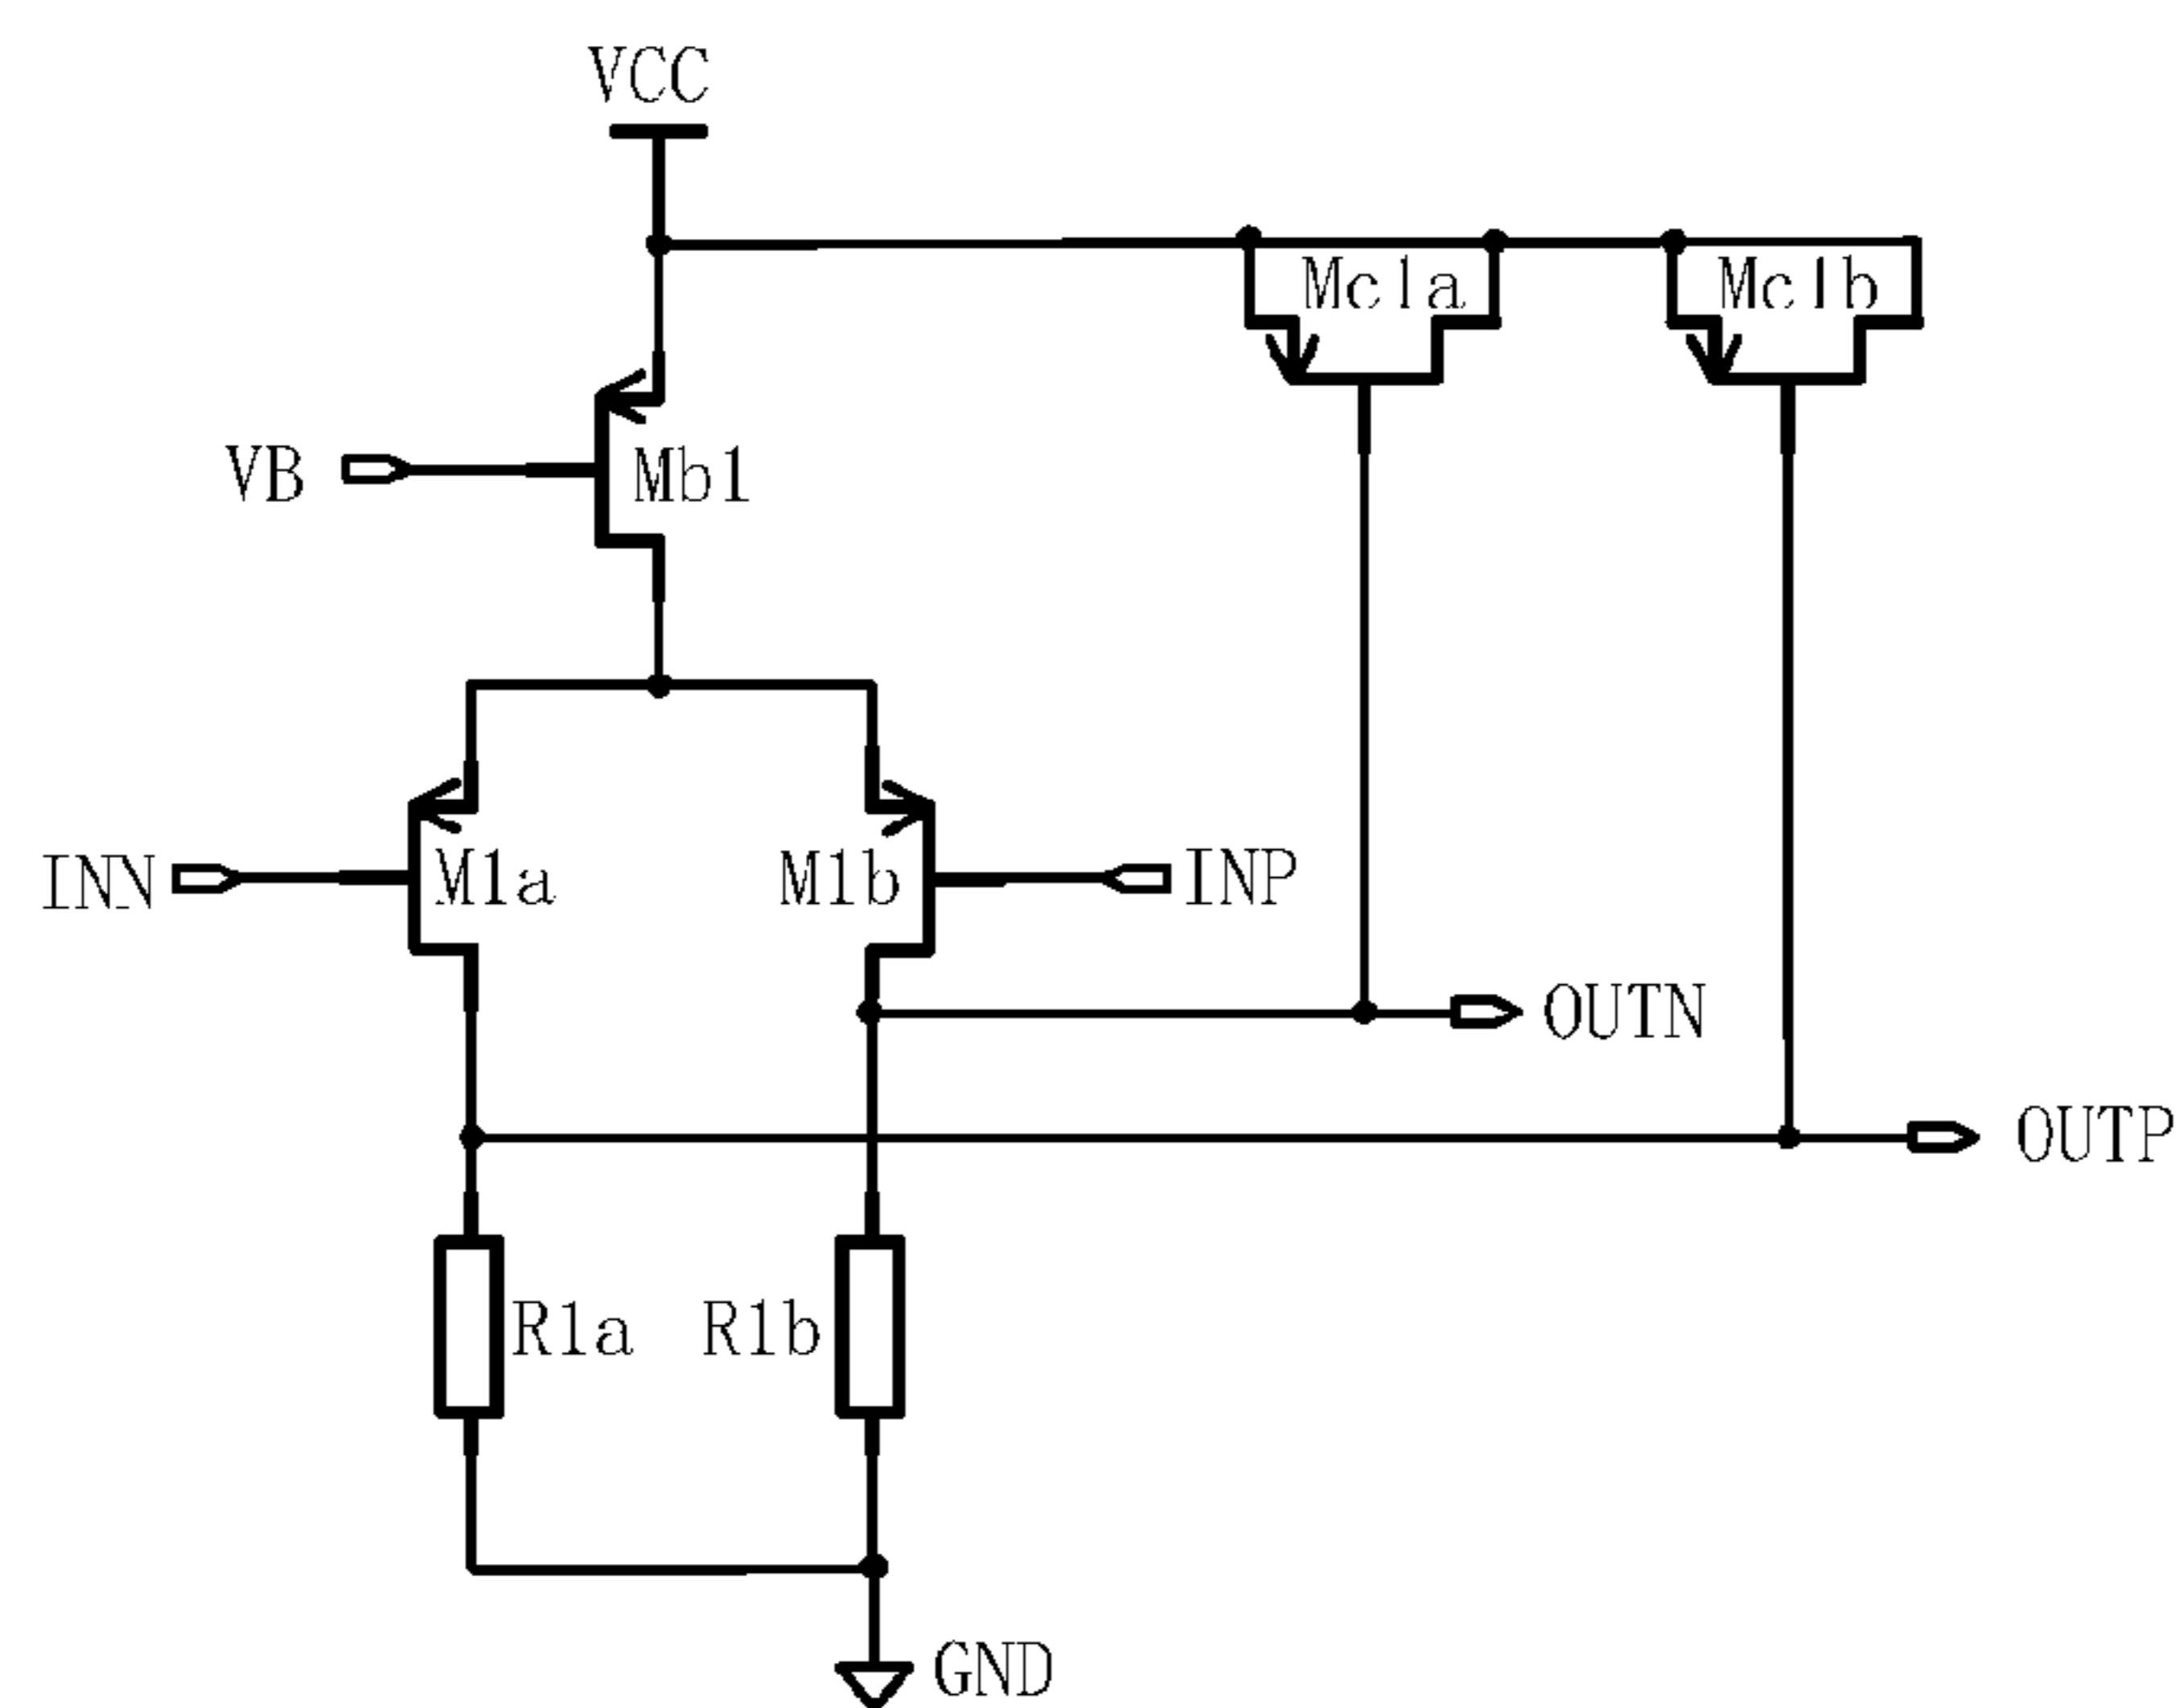 VCC
Mc1a
Mc1b
VB
Mb1
INN
M1a
M1b
INP
OUTN
OUTP
R1a
R1b
GND